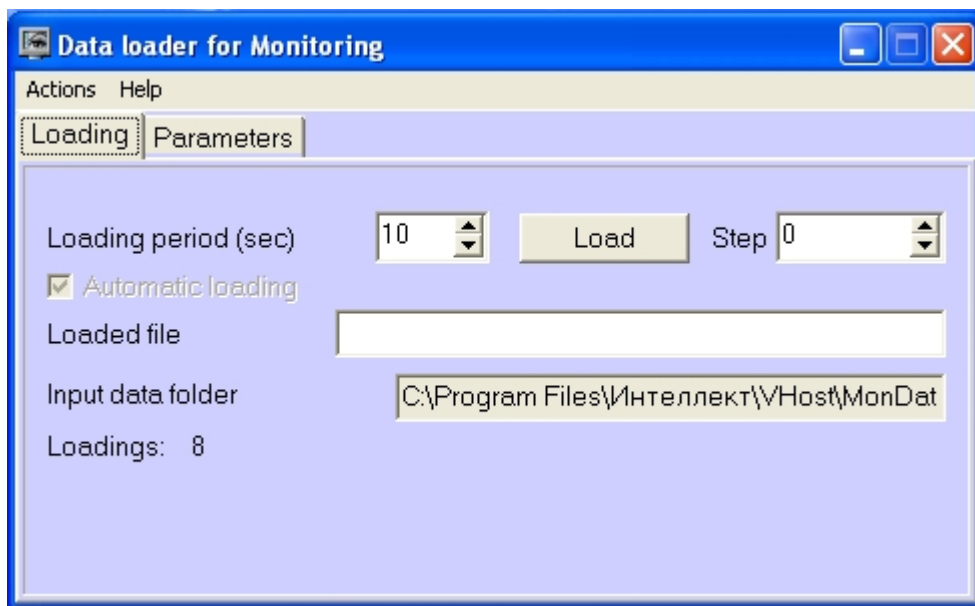 Data loader for Monitoring
Actions Help
Loading Parameters
Loading period (sec) 10 Load Step 0
Automatic loading
Loaded file
Input data folder C:\Program Files\Интеллект\VHost\MonDat
Loadings: 8